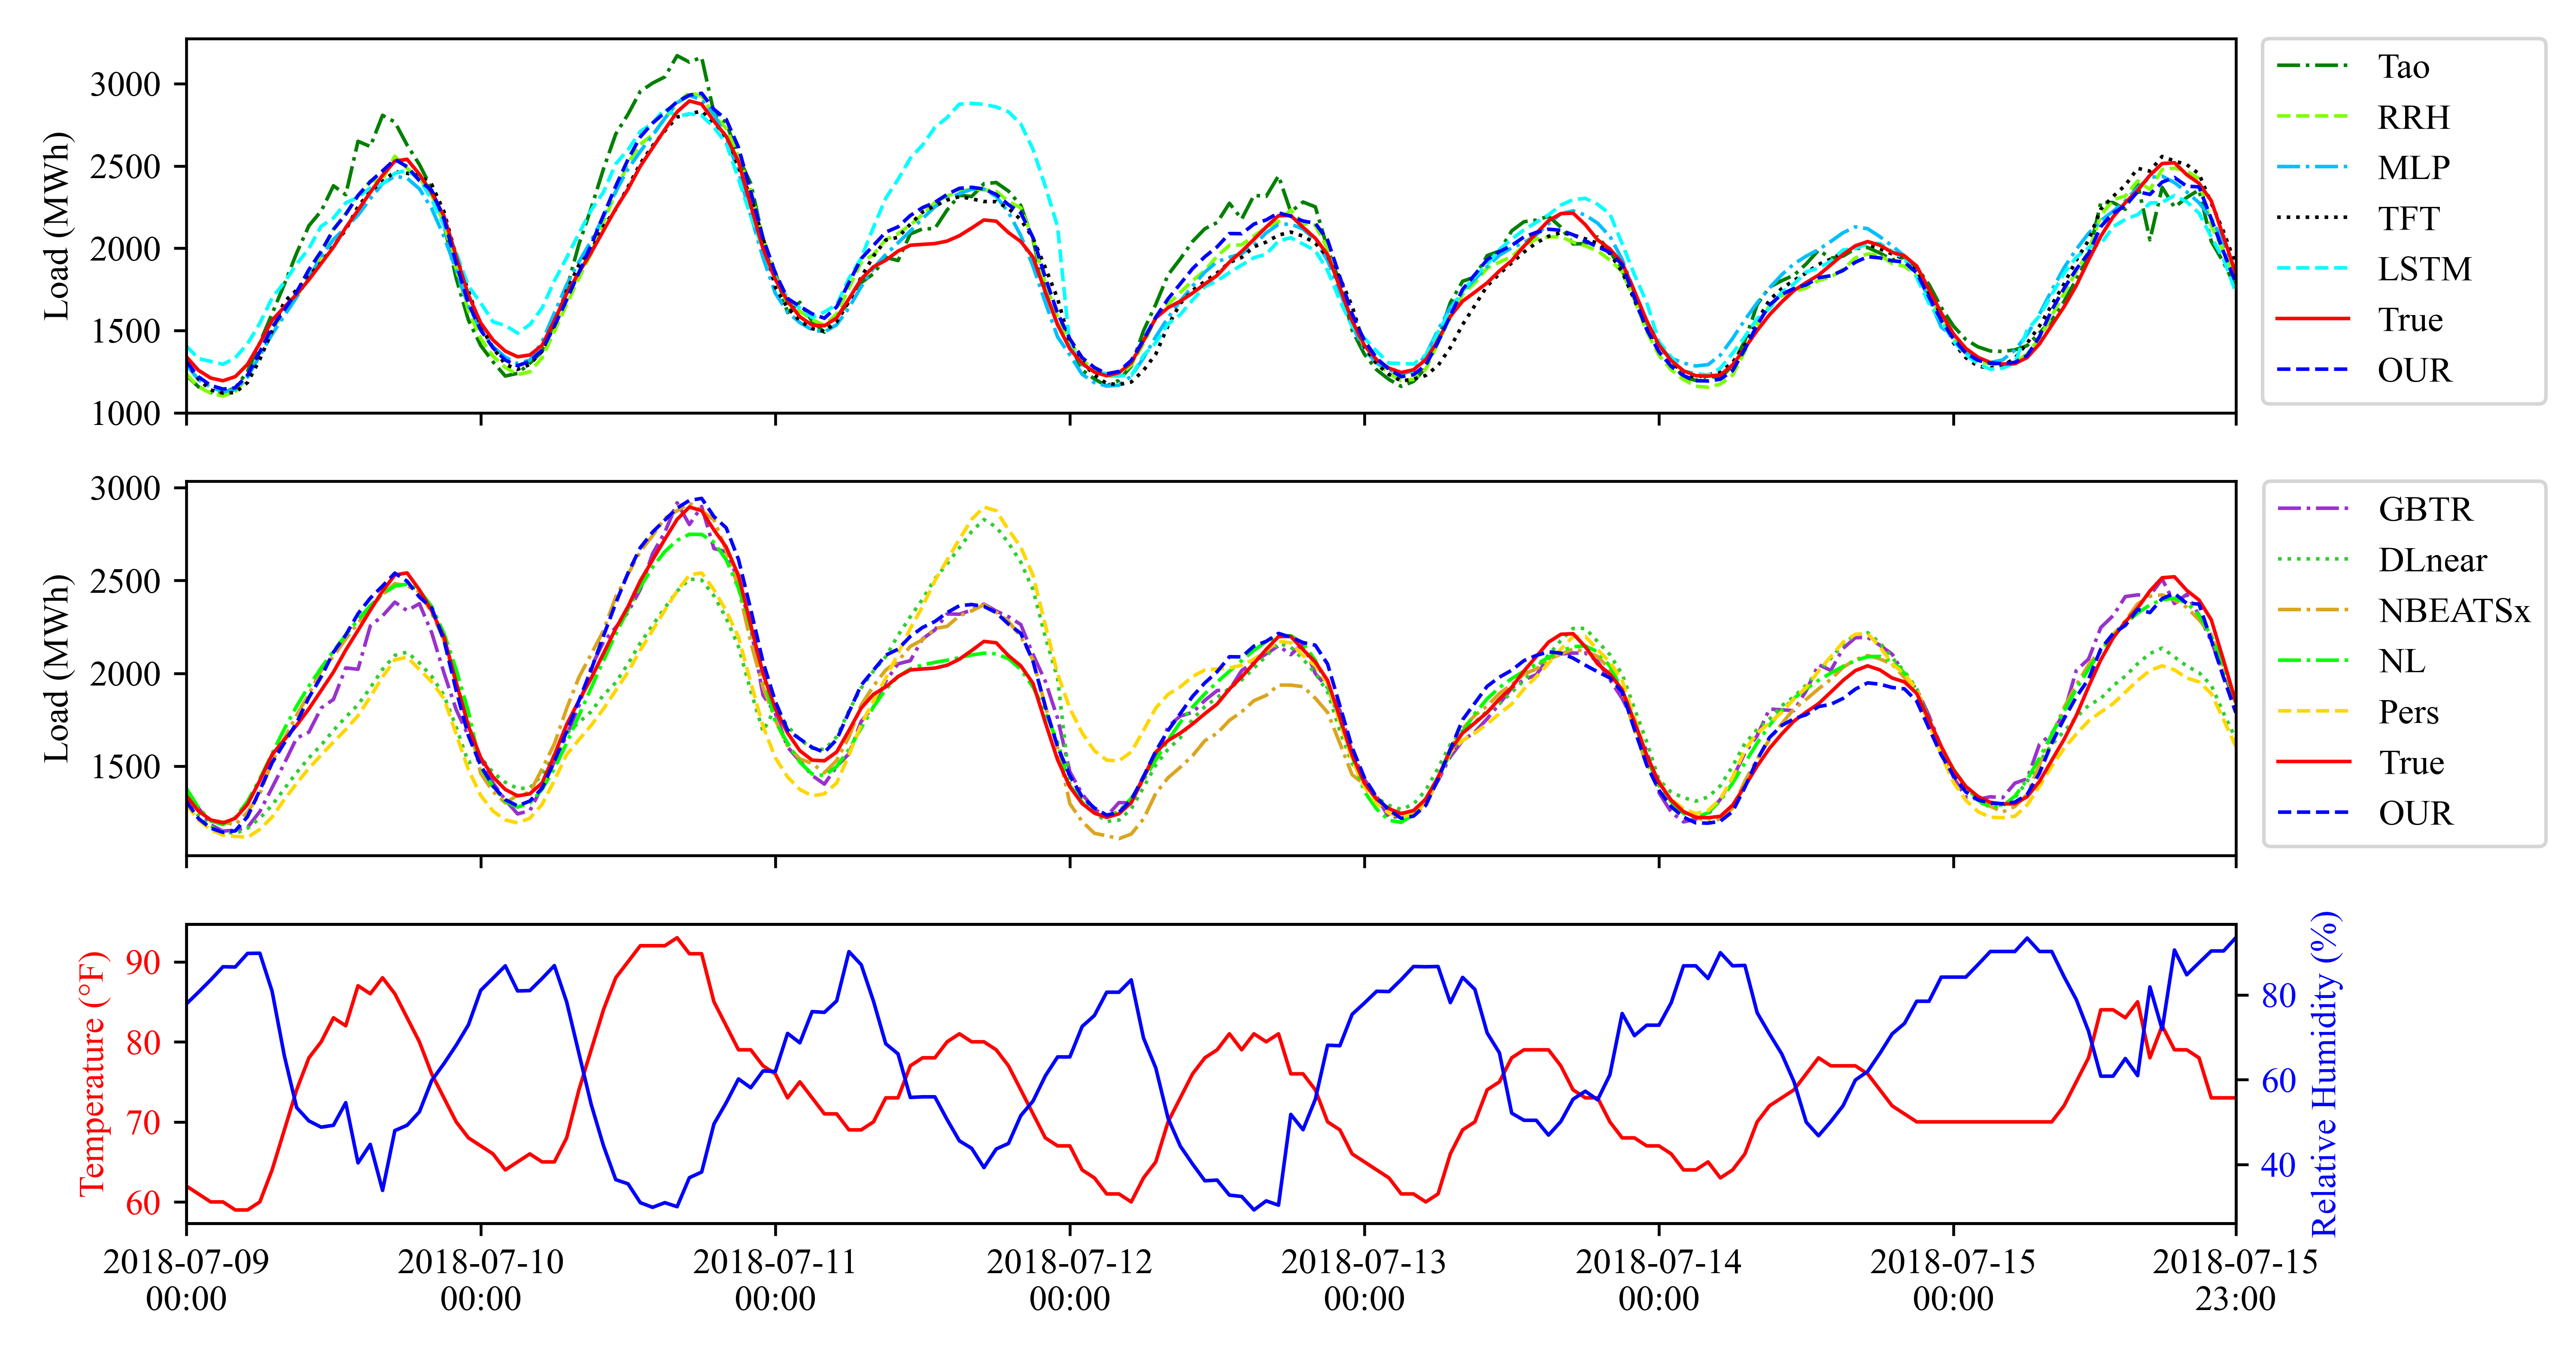 Load (MWh)
3000
2500
2000
1500
1000
Tao
RRH
MLP
TFT
LSTM
True
OUR
Load (MWh)
3000
2500
2000
1500
GBTR
DLnear
NBEATSx
NL
Pers
True
OUR
Temperature (°F)
90
80
70
60
80
60
40
Relative Humidity (%)
2018-07-09
00:00
2018-07-10
00:00
2018-07-11
00:00
2018-07-12
00:00
2018-07-13
00:00
2018-07-14
00:00
2018-07-15
00:00
2018-07-15
23:00